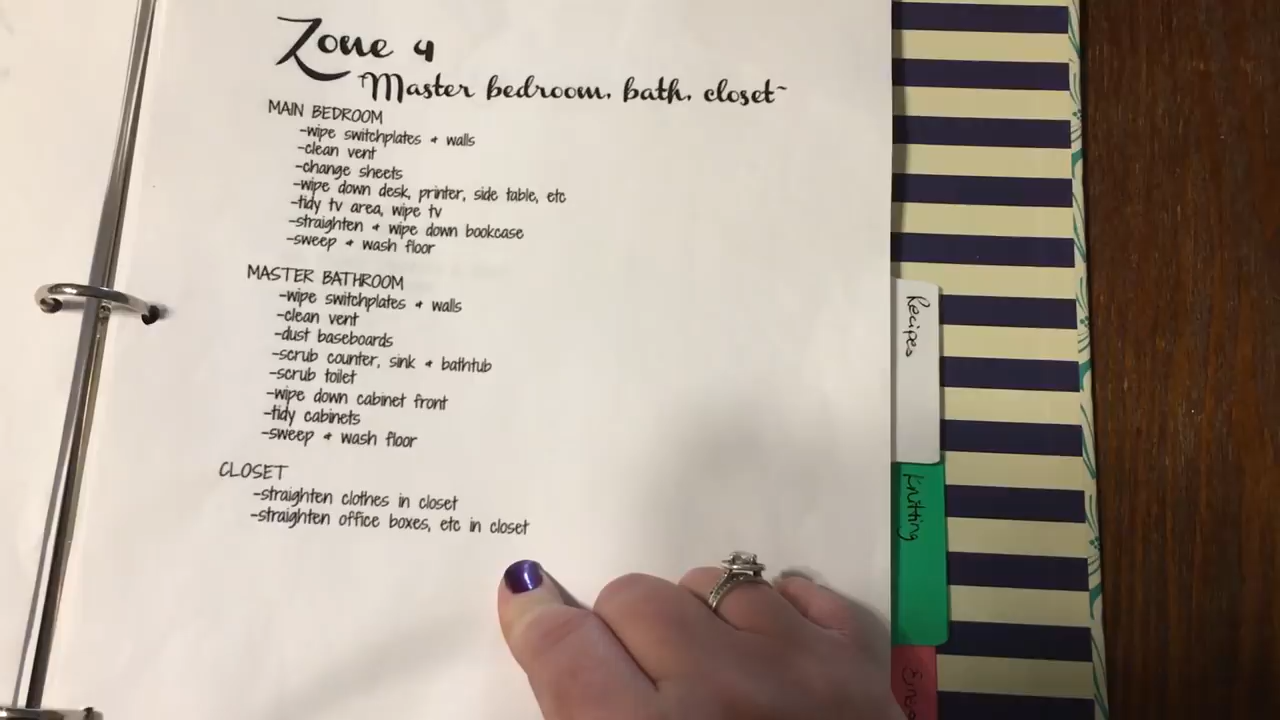 Zone 4
Master bedroom, bath, closet~
MAIN BEDROOM
-wipe switchplates & walls
-clean vent
-change sheets
-wipe down desk, printer, side table, etc
-tidy tv area, wipe tv
-straighten & wipe down bookcase
-sweep & wash floor
MASTER BATHROOM
-wipe switchplates & walls
-clean vent
-dust baseboards
-scrub counter, sink & bathtub
-scrub toilet
-wipe down cabinet front
-tidy cabinets
-sweep & wash floor
CLOSET
-straighten clothes in closet
-straighten office boxes, etc in closet
Recipes
Knitting